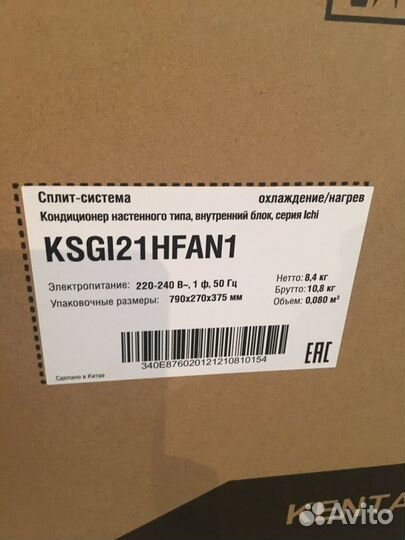 Сплит-система
охлаждение/нагрев
Кондиционер настенного типа, внутренний блок, серия Ichi
KSGI21HFAN1
Электропитание: 220-240 В~, 1 ф, 50 Гц
Упаковочные размеры: 790x270x375 мм
Нетто: 8,4 кг
Брутто: 10,8 кг
Объем: 0,080 м³
340E876020121210810154
EAC
Сделано в Китае
KENTA
Avito